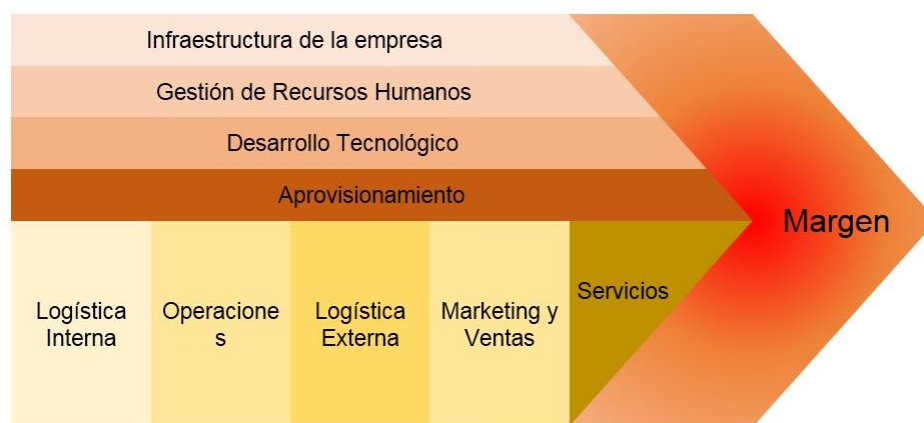 Infraestructura de la empresa
Gestión de Recursos Humanos
Desarrollo Tecnológico
Aprovisionamiento
Margen
Logística
Interna
Operacione
s
Logística
Externa
Marketing y
Ventas
Servicios